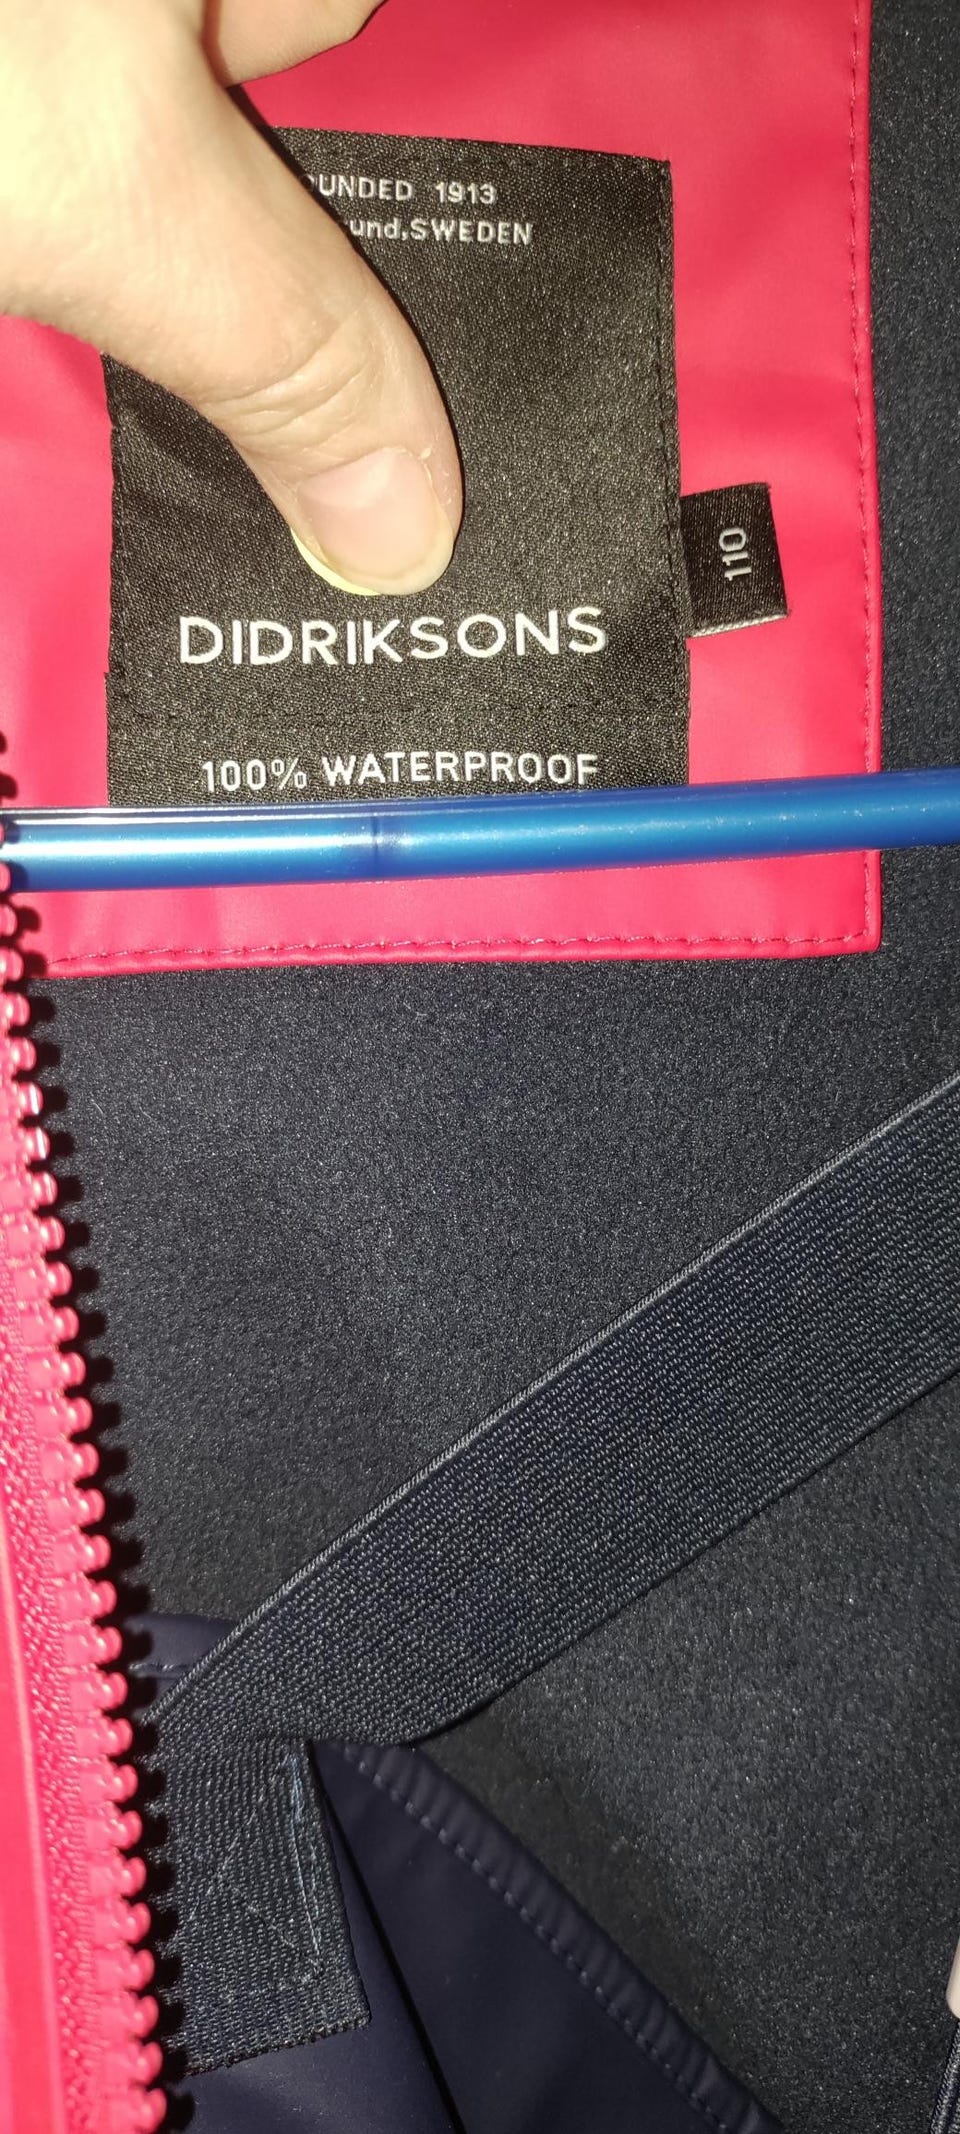 OUNDED 1913
und.SWEDEN
DIDRIKSONS
100% WATERPROOF
110